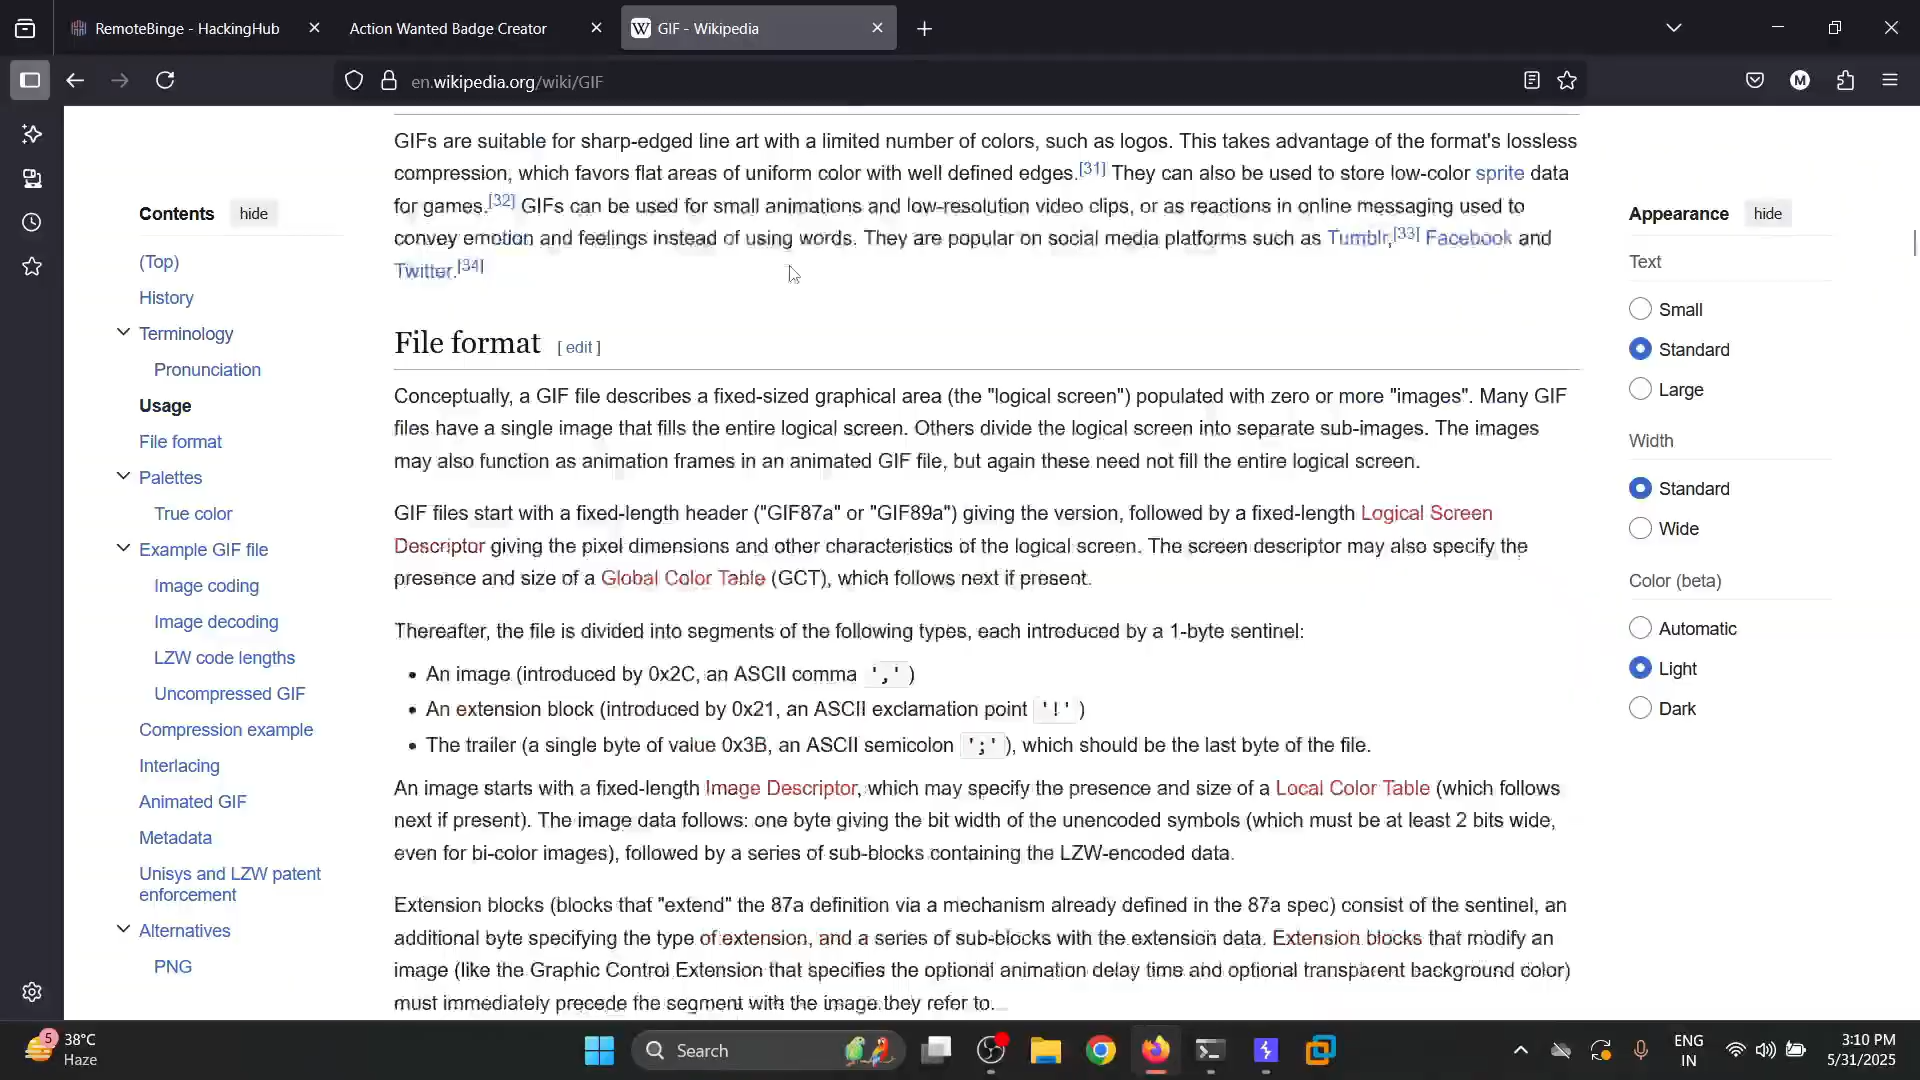 RemoteBinge - HackingHub
Action Wanted Badge Creator
GIF - Wikipedia
en.wikipedia.org/wiki/GIF
M
GIFs are suitable for sharp-edged line art with a limited number of colors, such as logos. This takes advantage of the format's lossless
compression, which favors flat areas of uniform color with well defined edges.[31] They can also be used to store low-color sprite data
for games.[32] GIFs can be used for small animations and low-resolution video clips, or as reactions in online messaging used to
convey emotion and feelings instead of using words. They are popular on social media platforms such as Tumblr,[33] Facebook and
Twitter.[34]
File format [ edit ]
Conceptually, a GIF file describes a fixed-sized graphical area (the "logical screen") populated with zero or more "images". Many GIF
files have a single image that fills the entire logical screen. Others divide the logical screen into separate sub-images. The images
may also function as animation frames in an animated GIF file, but again these need not fill the entire logical screen.
GIF files start with a fixed-length header ("GIF87a" or "GIF89a") giving the version, followed by a fixed-length Logical Screen
Descriptor giving the pixel dimensions and other characteristics of the logical screen. The screen descriptor may also specify the
presence and size of a Global Color Table (GCT), which follows next if present.
Thereafter, the file is divided into segments of the following types, each introduced by a 1-byte sentinel:
• An image (introduced by 0x2C, an ASCII comma ',')
• An extension block (introduced by 0x21, an ASCII exclamation point '!' )
• The trailer (a single byte of value 0x3B, an ASCII semicolon ';'), which should be the last byte of the file.
An image starts with a fixed-length Image Descriptor, which may specify the presence and size of a Local Color Table (which follows
next if present). The image data follows: one byte giving the bit width of the unencoded symbols (which must be at least 2 bits wide,
even for bi-color images), followed by a series of sub-blocks containing the LZW-encoded data.
Extension blocks (blocks that "extend" the 87a definition via a mechanism already defined in the 87a spec) consist of the sentinel, an
additional byte specifying the type of extension, and a series of sub-blocks with the extension data. Extension blocks that modify an
image (like the Graphic Control Extension that specifies the optional animation delay time and optional transparent background color)
must immediately precede the segment with the image they refer to.
Contents hide
(Top)
History
Terminology
Pronunciation
Usage
File format
Palettes
True color
Example GIF file
Image coding
Image decoding
LZW code lengths
Uncompressed GIF
Compression example
Interlacing
Animated GIF
Metadata
Unisys and LZW patent
enforcement
Alternatives
PNG
Appearance hide
Text
Small
Standard
Large
Width
Standard
Wide
Color (beta)
Automatic
Light
Dark
5
38°C
Haze
Search
ENG
IN
3:10 PM
5/31/2025